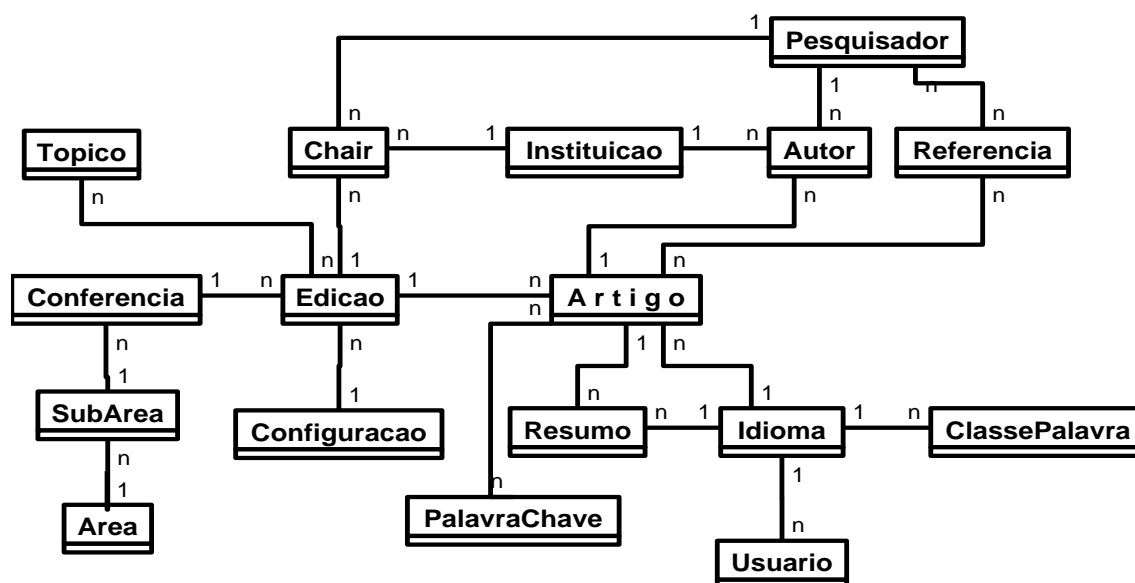 1
Pesquisador
1
n
n
n
n
n
1
1
n
Topico
Chair
Instituicao
Autor
Referencia
n
n
n
n
n
1
1
n
1
n
1
n
n
Conferencia
Edicao
Artigo
n
n
n
1
n
1
1
n
1
SubArea
n
1
1
n
Configuracao
Resumo
Idioma
ClassePalavra
n
1
1
n
Area
PalavraChave
n
Usuario